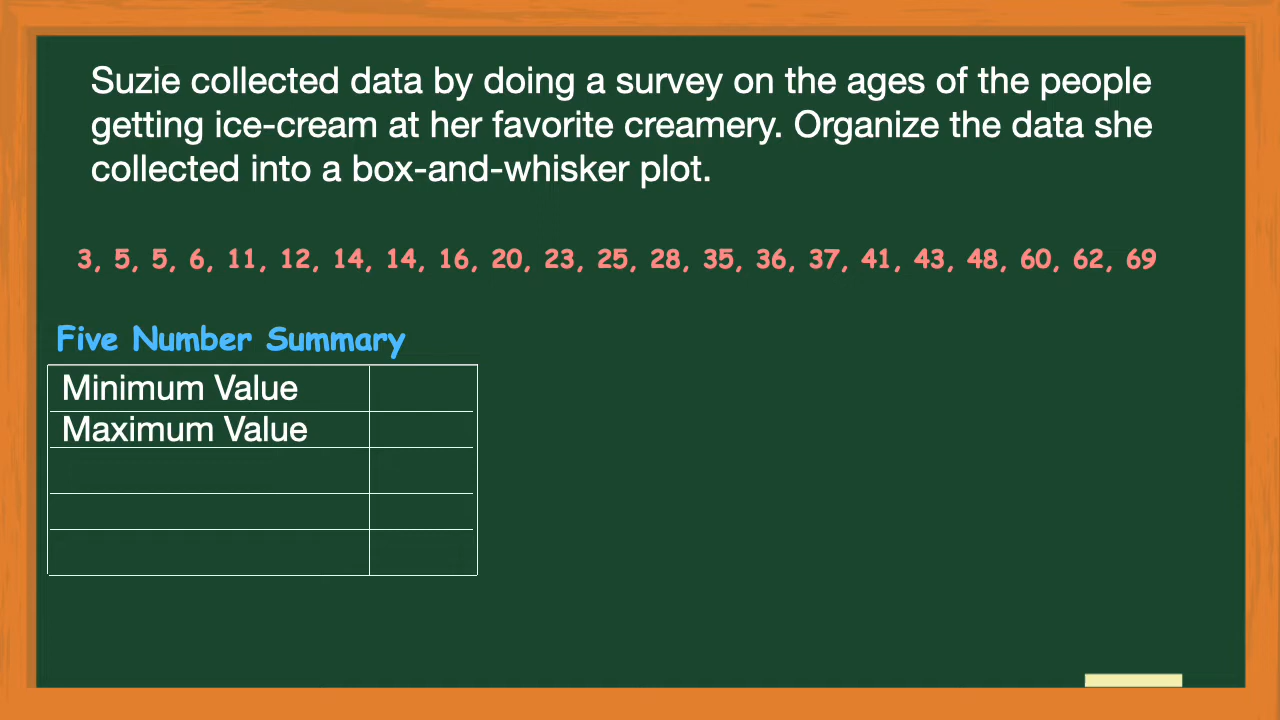 Suzie collected data by doing a survey on the ages of the people
getting ice-cream at her favorite creamery. Organize the data she
collected into a box-and-whisker plot.
3, 5, 5, 6, 11, 12, 14, 14, 16, 20, 23, 25, 28, 35, 36, 37, 41, 43, 48, 60, 62, 69
Five Number Summary
Minimum Value
Maximum Value